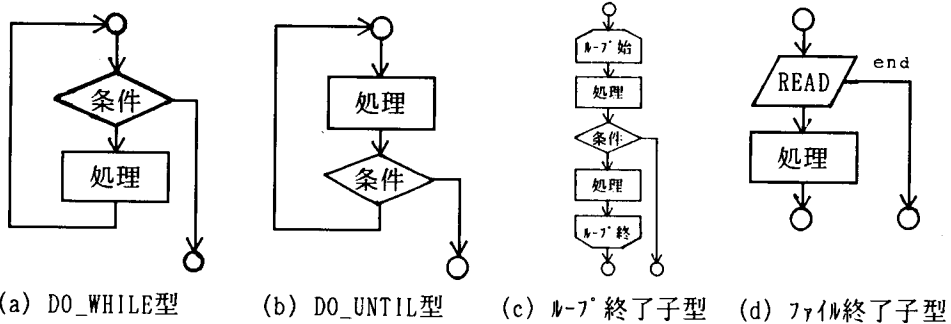 条件
処理
(a) DO_WHILE型
処理
条件
(b) DO_UNTIL型
ﾙｰﾌﾟ始
処理
条件
処理
ﾙｰﾌﾟ終
(c) ﾙｰﾌﾟ終了子型
READ
end
処理
(d) ﾌｧｲﾙ終了子型